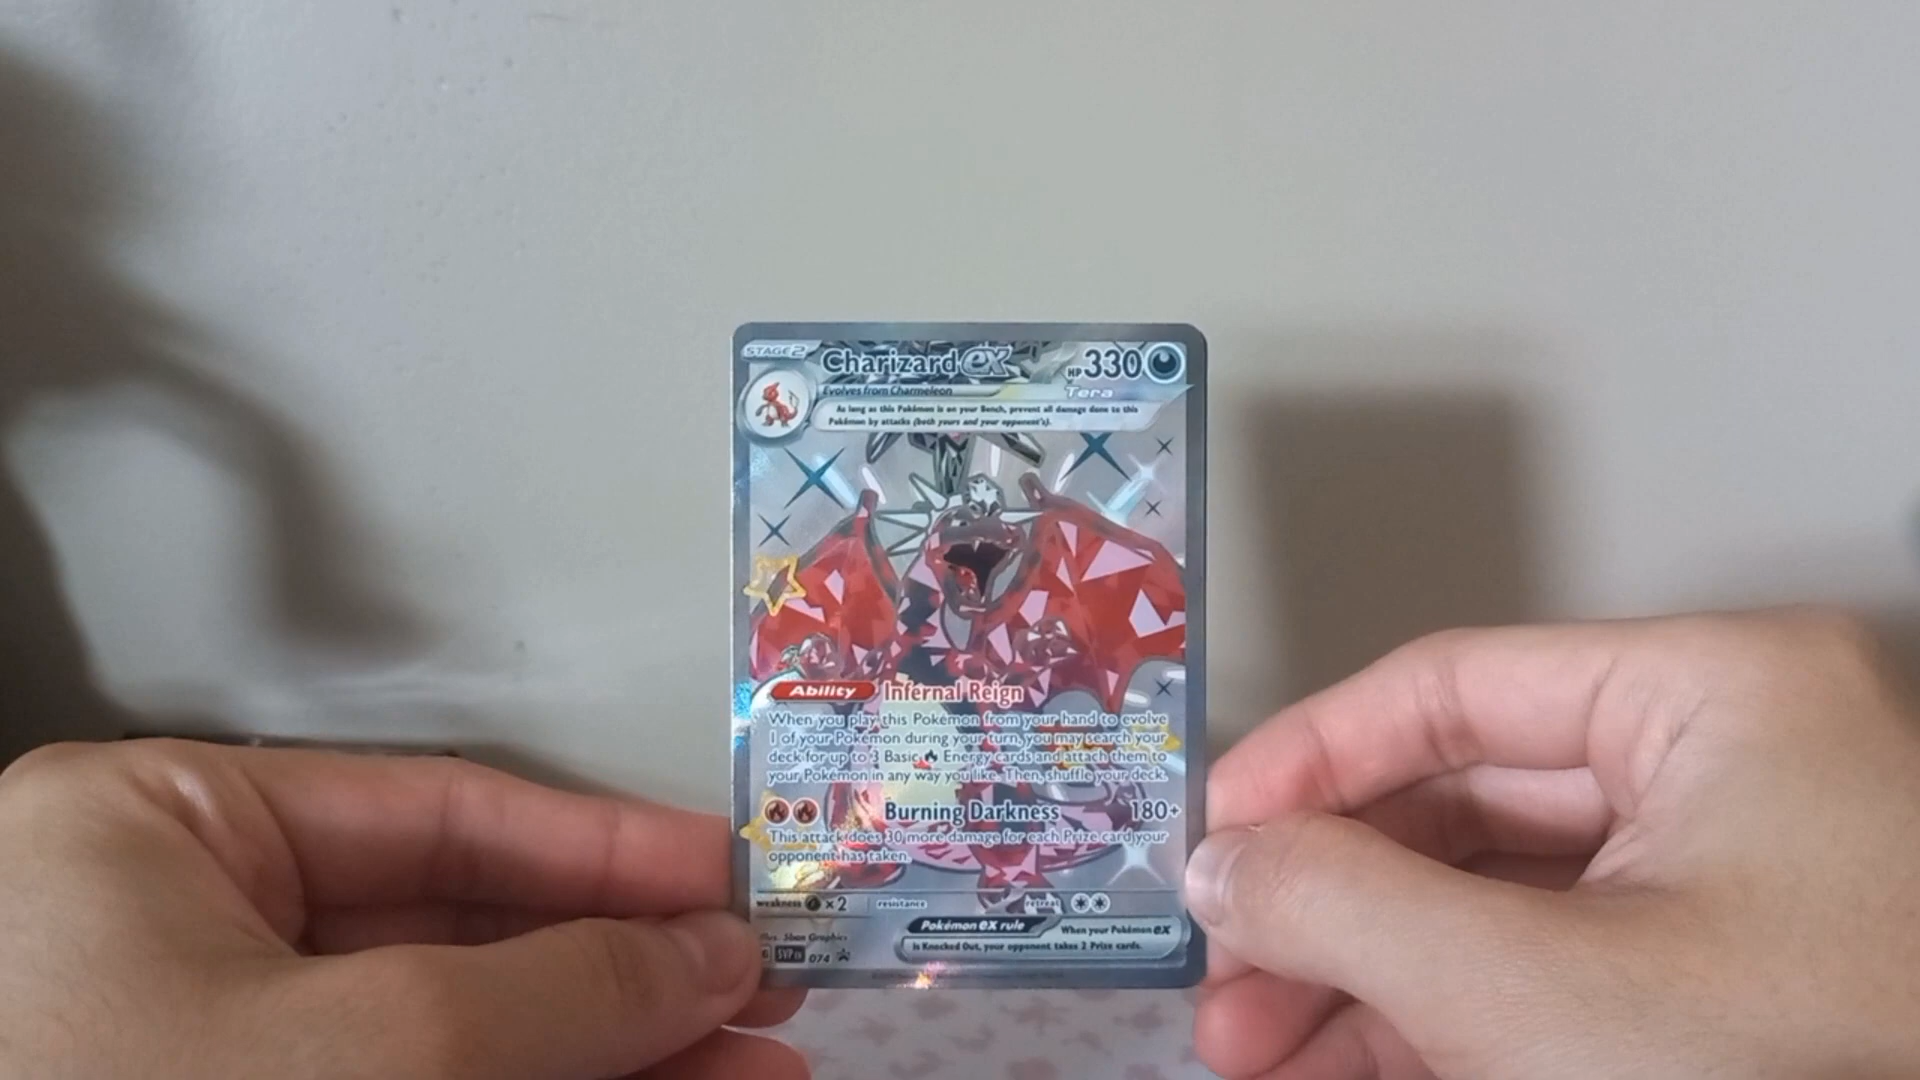 STAGE2 Charizard ex HP 330
Evolves from Charmeleon Tera
As long as this Pokémon is on your Bench, prevent all damage done to this
Pokémon by attacks (both yours and your opponent's).
Ability Infernal Reign
When you play this Pokémon from your hand to evolve
1 of your Pokémon during your turn, you may search your
deck for up to 3 Basic Energy cards and attach them to
your Pokémon in any way you like. Then, shuffle your deck.
Burning Darkness 180+
This attack does 30 more damage for each Prize card your
opponent has taken.
weakness ×2 resistance retreat
Pokémon ex rule When your Pokémon ex
is Knocked Out, your opponent takes 2 Prize cards.
Illus. 5ban Graphics
G SVP EN 074